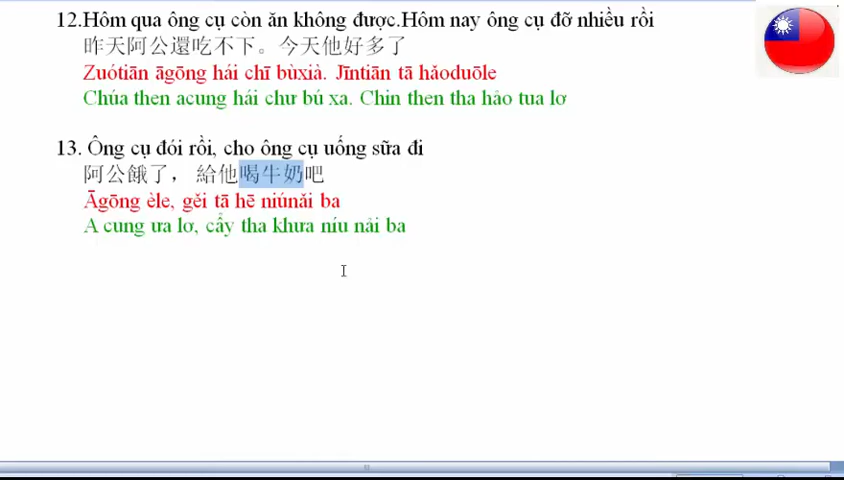 12.Hôm qua ông cụ còn ăn không được.Hôm nay ông cụ đỡ nhiều rồi
昨天阿公還吃不下。今天他好多了
Zuótiān āgōng hái chī bùxià. Jīntiān tā hǎoduōle
Chúa then acung hái chư bú xa. Chin then tha hảo tua lơ
13. Ông cụ đói rồi, cho ông cụ uống sữa đi
阿公餓了， 給他喝牛奶吧
Āgōng èle, gěi tā hē niúnǎi ba
A cung ưa lơ, cẩy tha khưa níu nải ba